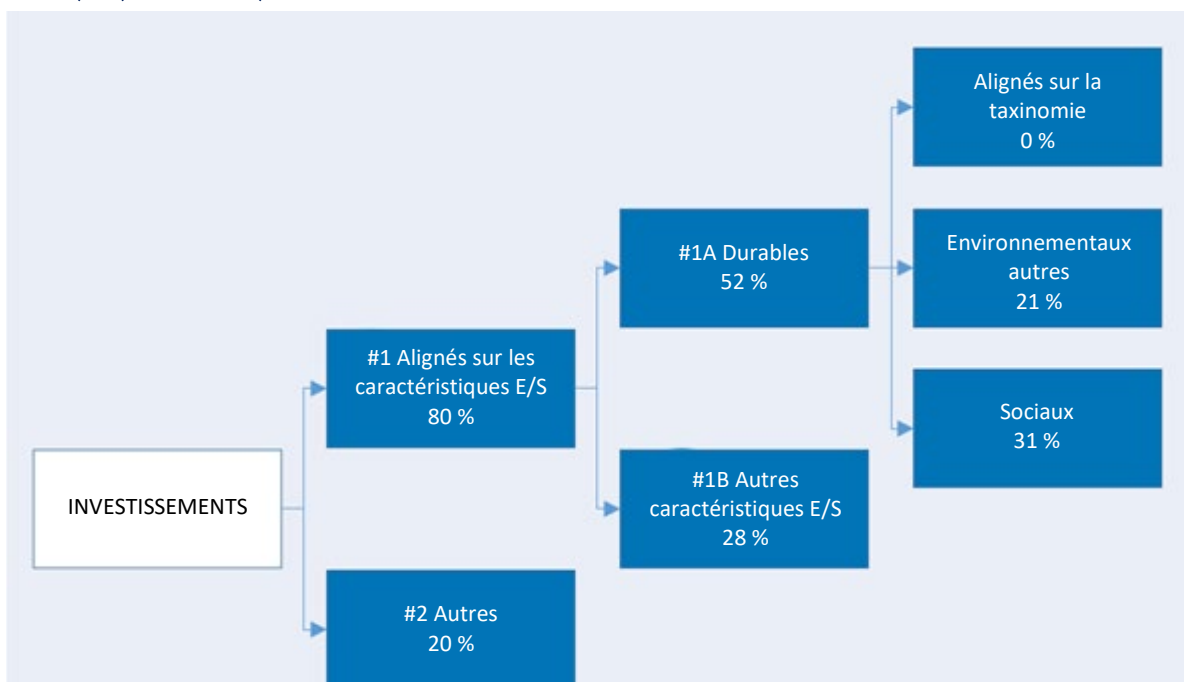 Alignés sur la
taxinomie
0 %
#1A Durables
52 %
Environnementaux
autres
21 %
#1 Alignés sur les
caractéristiques E/S
80 %
Sociaux
31 %
INVESTISSEMENTS
#1B Autres
caractéristiques E/S
28 %
#2 Autres
20 %